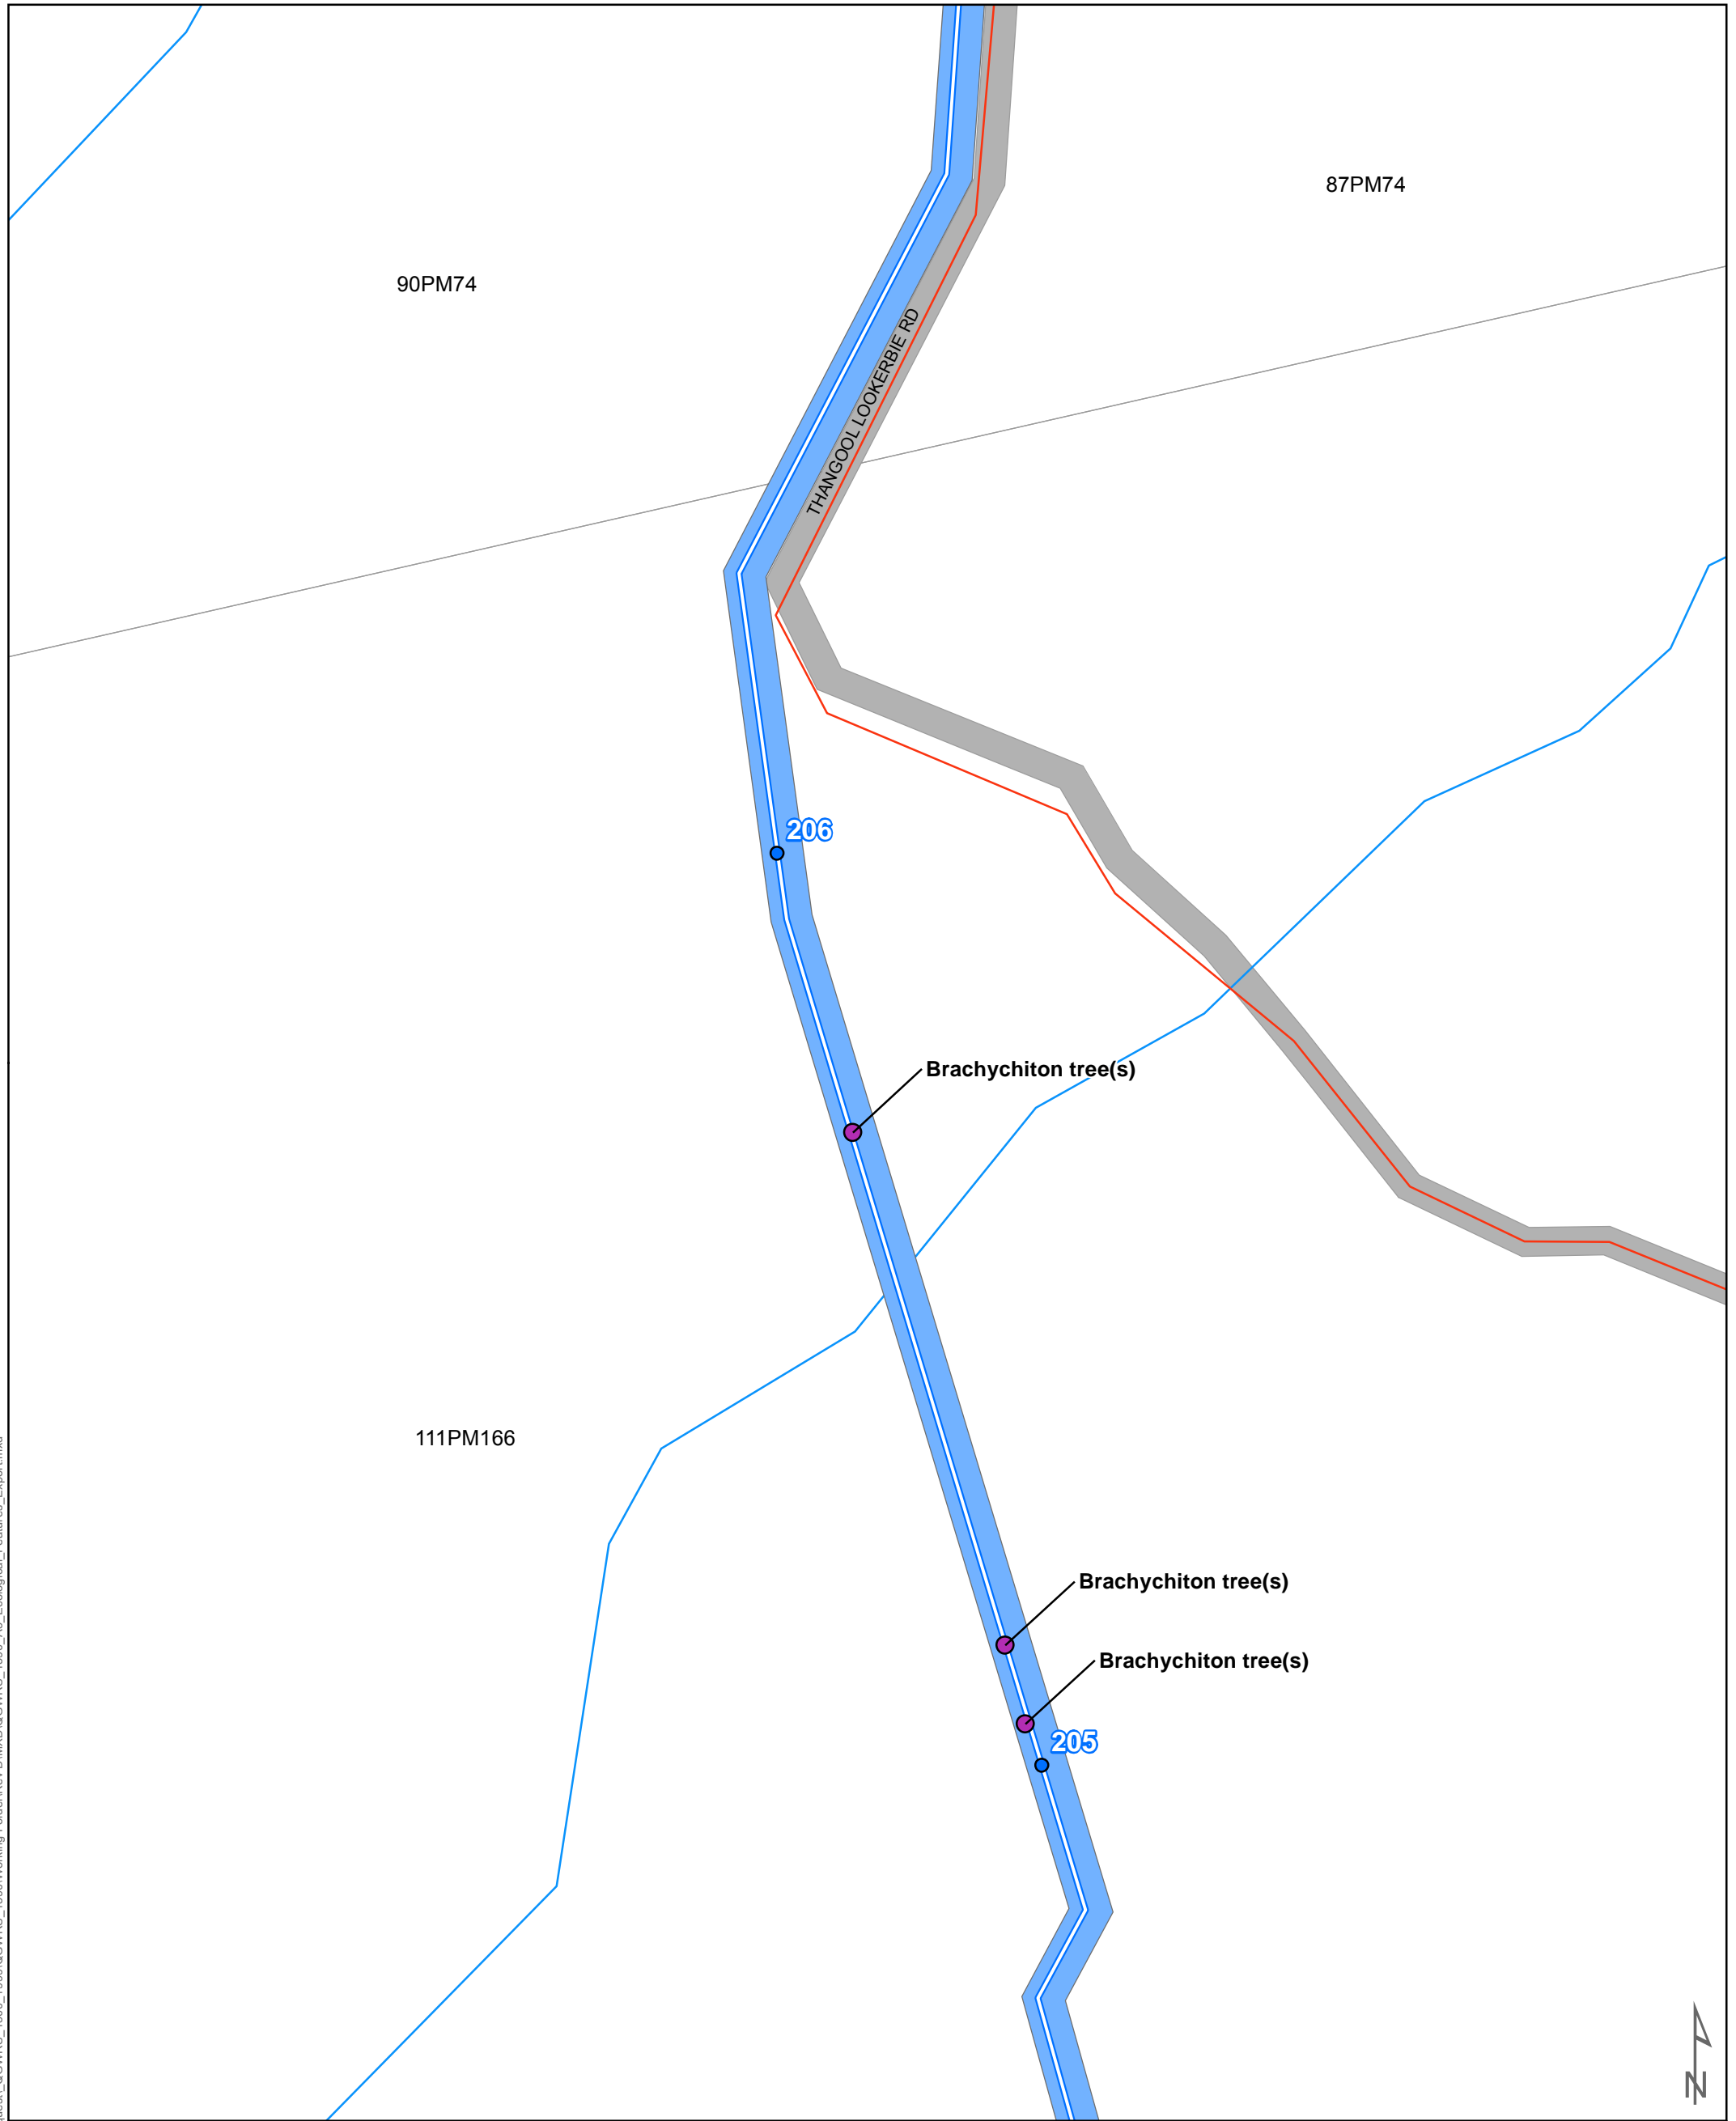 87PM74
90PM74
THANGOOL LOOKERBIE RD
206
Brachychiton tree(s)
111PM166
Brachychiton tree(s)
Brachychiton tree(s)
205
N